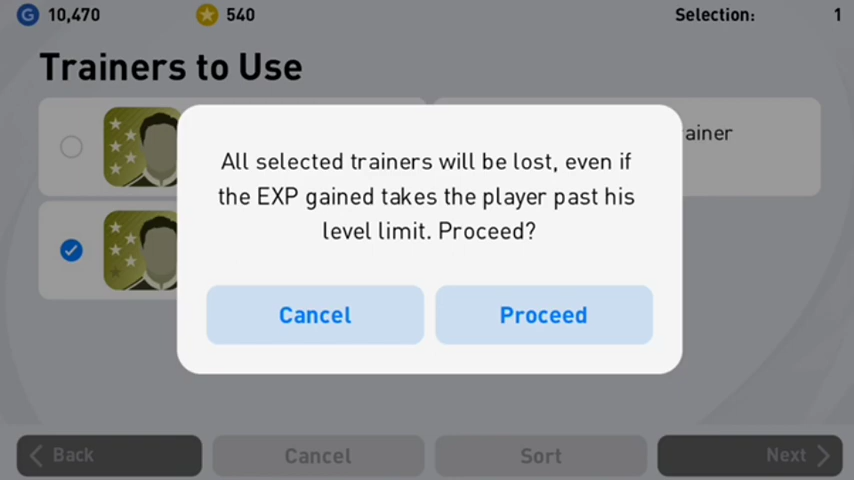 G 10,470 540 Selection: 1
Trainers to Use
ainer
All selected trainers will be lost, even if
the EXP gained takes the player past his
level limit. Proceed?
Cancel Proceed
Back Cancel Sort Next